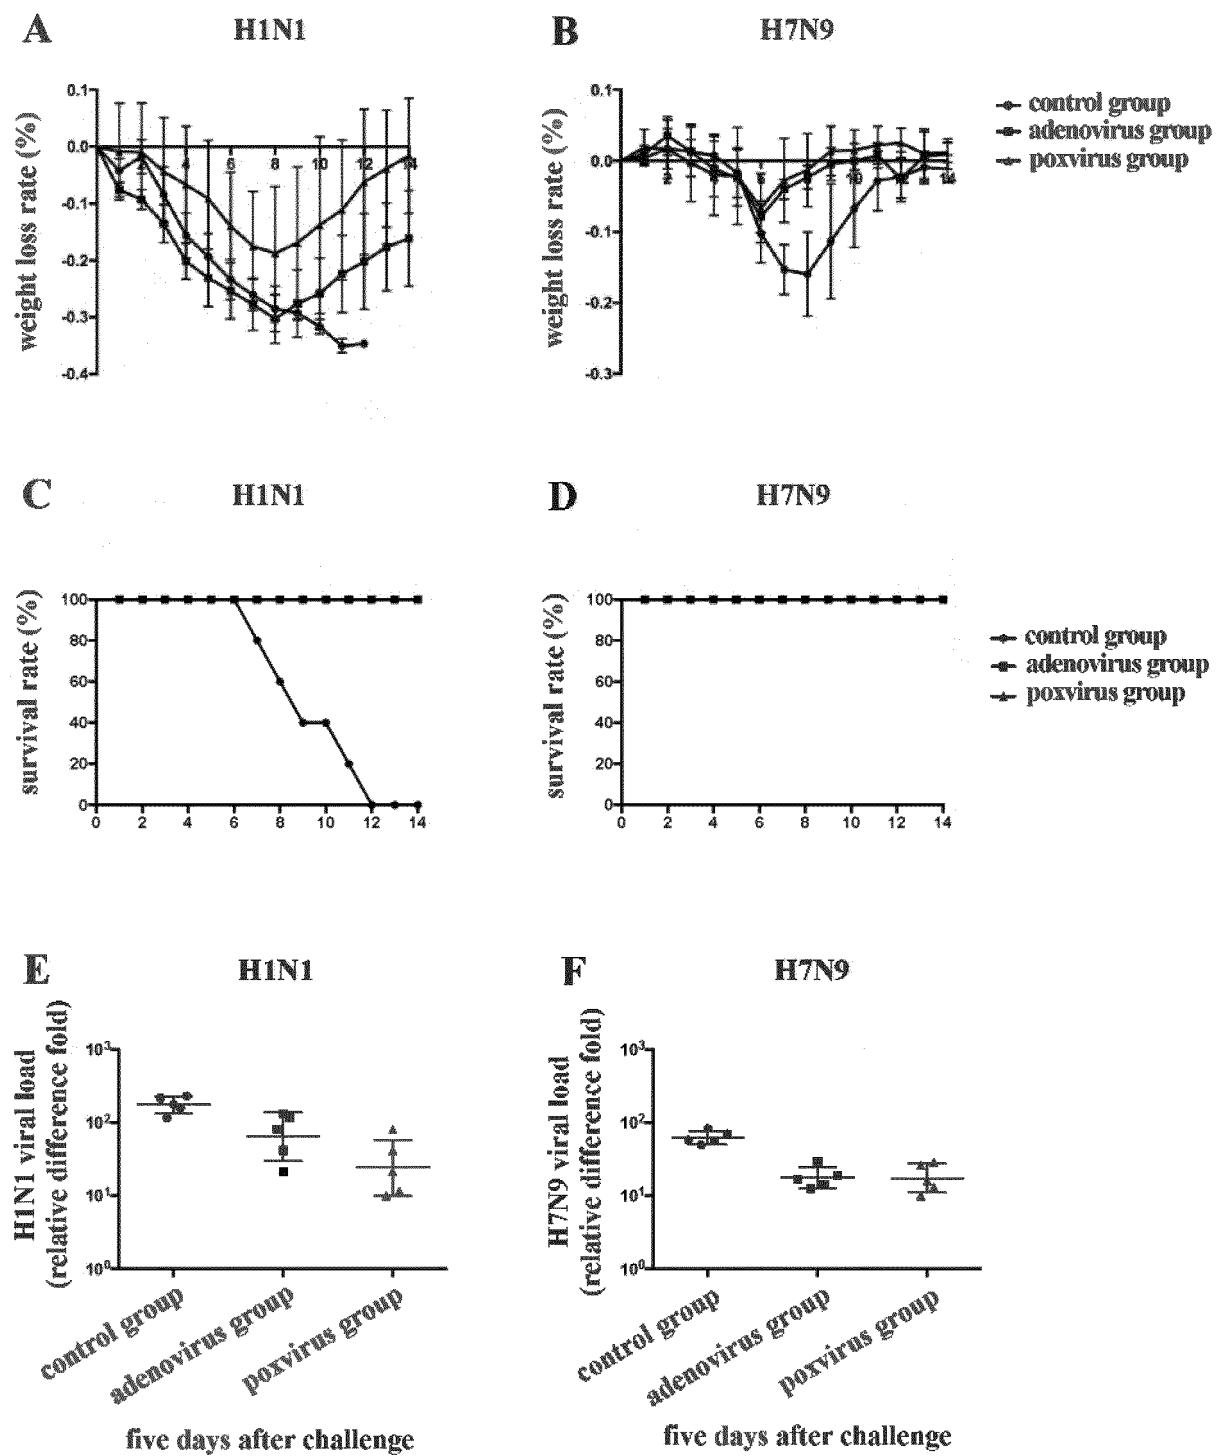 A H1N1
B H7N9
weight loss rate (%)
0.1
0.0
-0.1
-0.2
-0.3
-0.4
4 6 8 10 12 14
weight loss rate (%)
0.1
0.0
-0.1
-0.2
-0.3
control group
adenovirus group
poxvirus group
C H1N1
D H7N9
survival rate (%)
100
80
60
40
20
0
0 2 4 6 8 10 12 14
survival rate (%)
100
80
60
40
20
0
0 2 4 6 8 10 12 14
control group
adenovirus group
poxvirus group
E H1N1
F H7N9
H1N1 viral load
(relative difference fold)
10³
10²
10¹
10⁰
control group
adenovirus group
poxvirus group
five days after challenge
H7N9 viral load
(relative difference fold)
10³
10²
10¹
10⁰
control group
adenovirus group
poxvirus group
five days after challenge